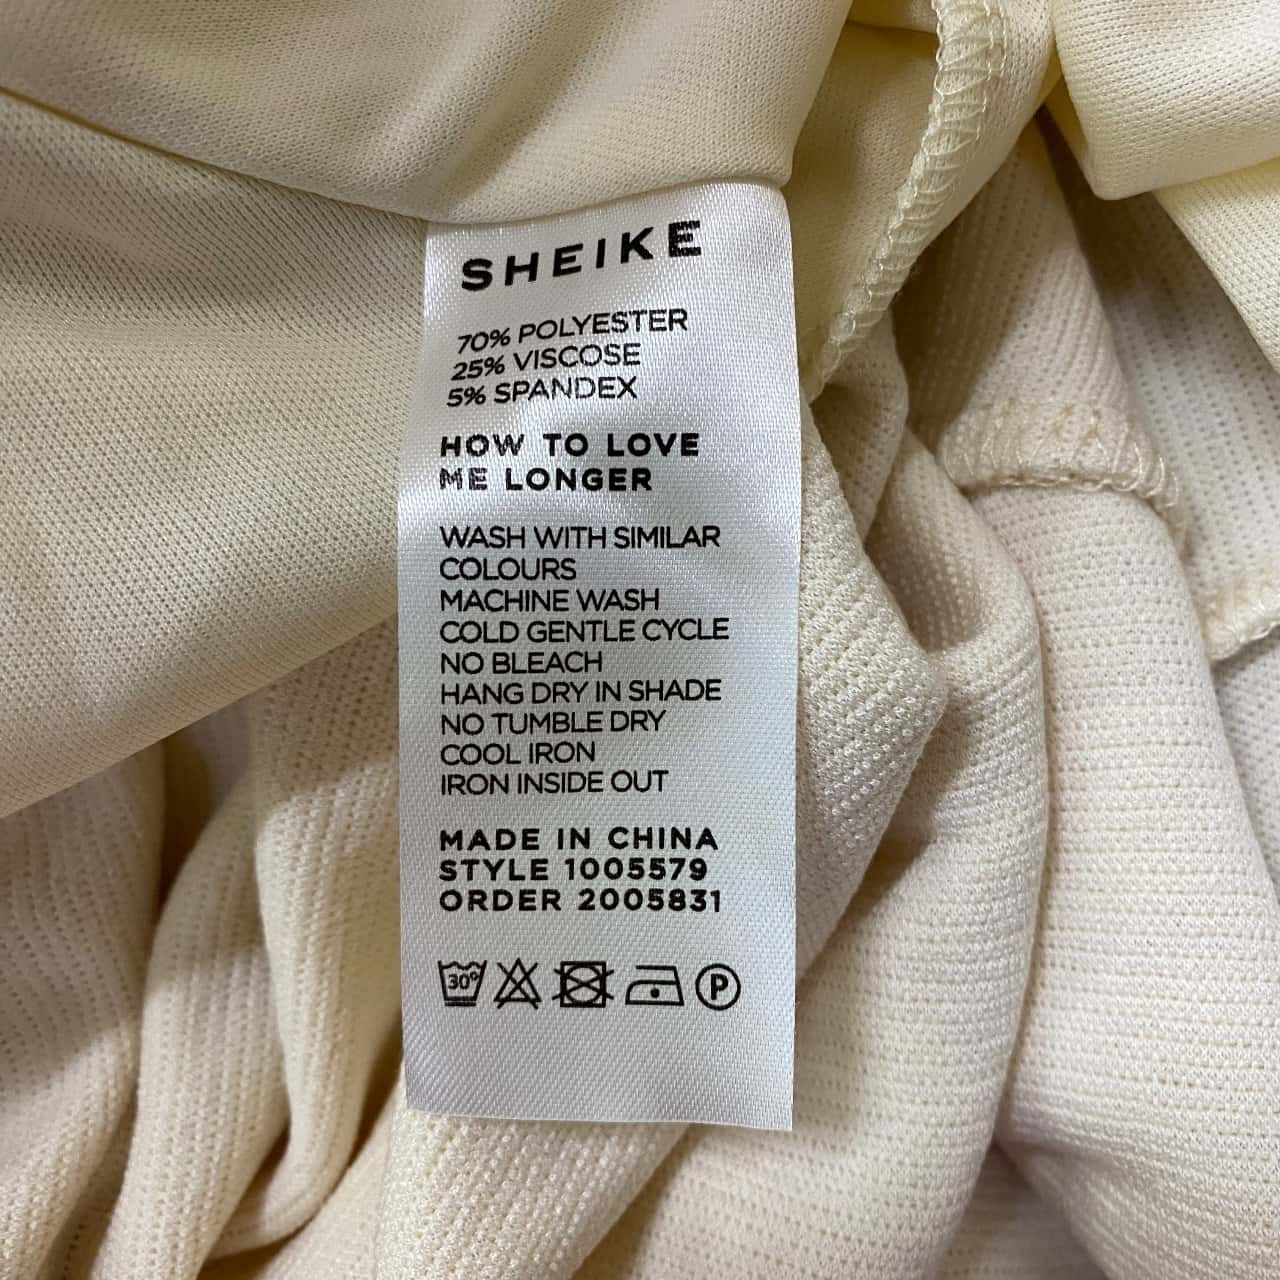 SHEIKE
70% POLYESTER
25% VISCOSE
5% SPANDEX
HOW TO LOVE
ME LONGER
WASH WITH SIMILAR
COLOURS
MACHINE WASH
COLD GENTLE CYCLE
NO BLEACH
HANG DRY IN SHADE
NO TUMBLE DRY
COOL IRON
IRON INSIDE OUT
MADE IN CHINA
STYLE 1005579
ORDER 2005831
30° P